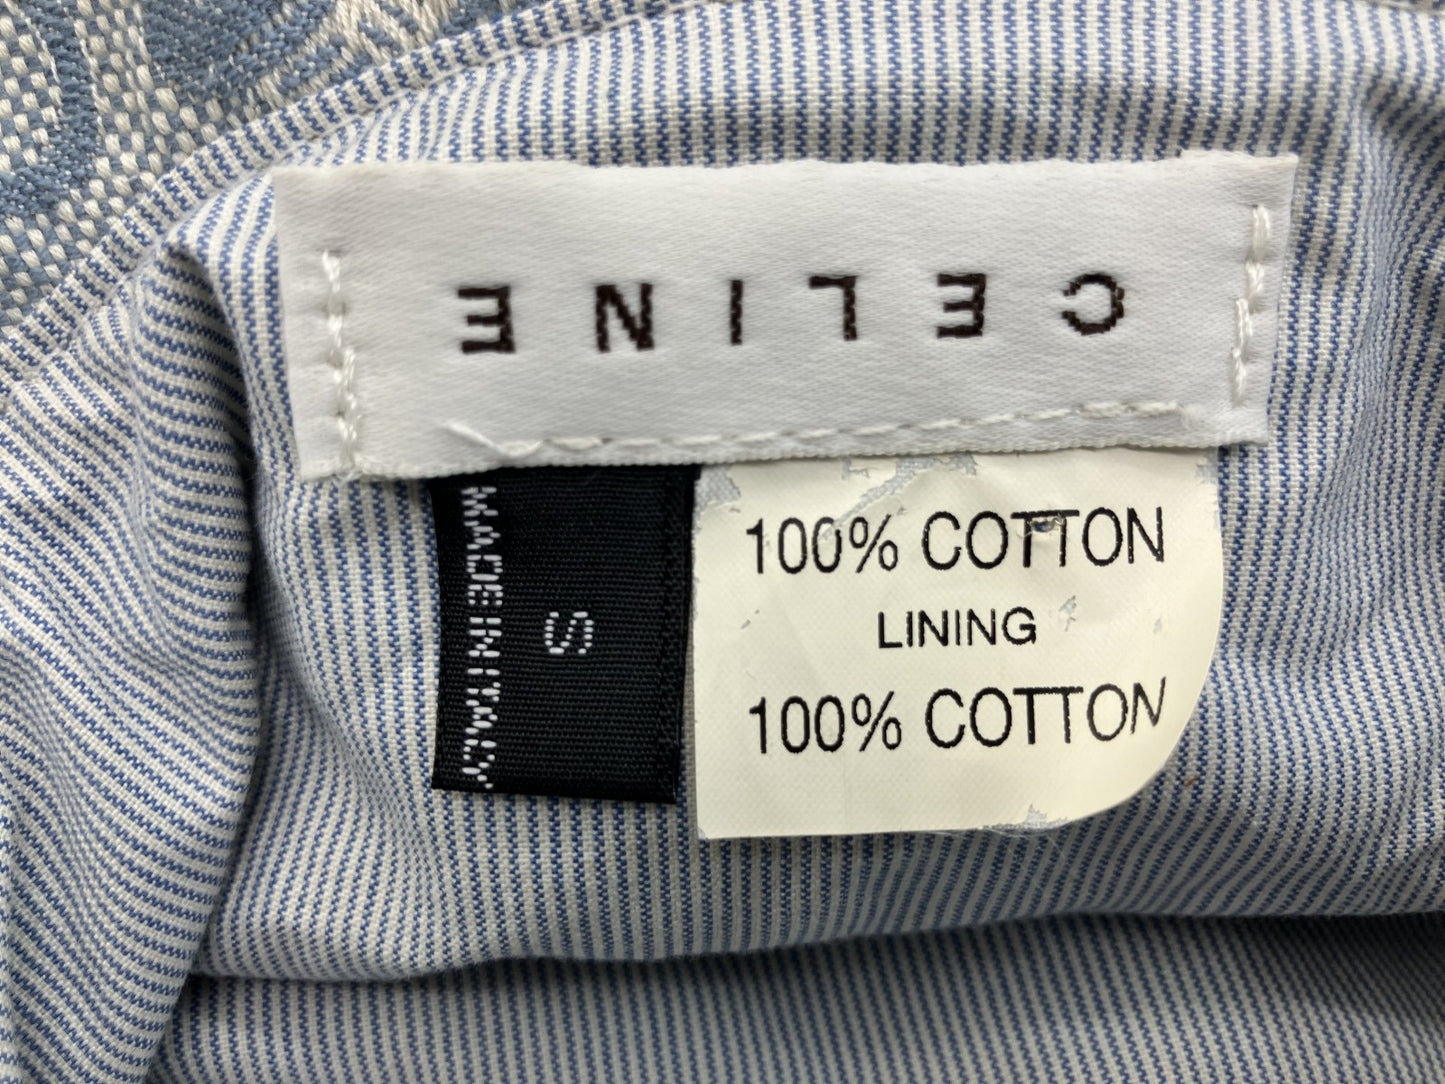 CELINE
MADE IN ITALY
S
100% COTTON
LINING
100% COTTON